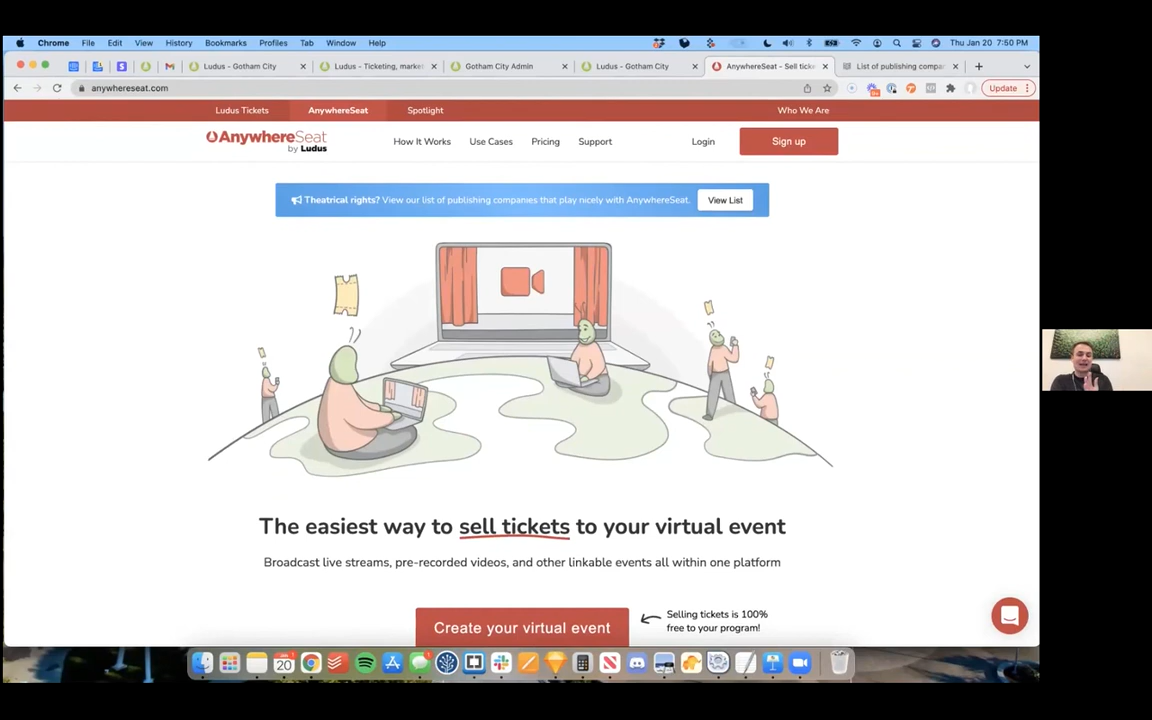 Chrome File Edit View History Bookmarks Profiles Tab Window Help Thu Jan 20 7:50 PM
Ludus - Gotham City Ludus - Ticketing, market Gotham City Admin Ludus - Gotham City AnywhereSeat - Sell ticke List of publishing compa
anywhereseat.com Update
Ludus Tickets AnywhereSeat Spotlight Who We Are
AnywhereSeat
by Ludus
How It Works Use Cases Pricing Support Login Sign up
Theatrical rights? View our list of publishing companies that play nicely with AnywhereSeat. View List
The easiest way to sell tickets to your virtual event
Broadcast live streams, pre-recorded videos, and other linkable events all within one platform
Create your virtual event
Selling tickets is 100%
free to your program!
20